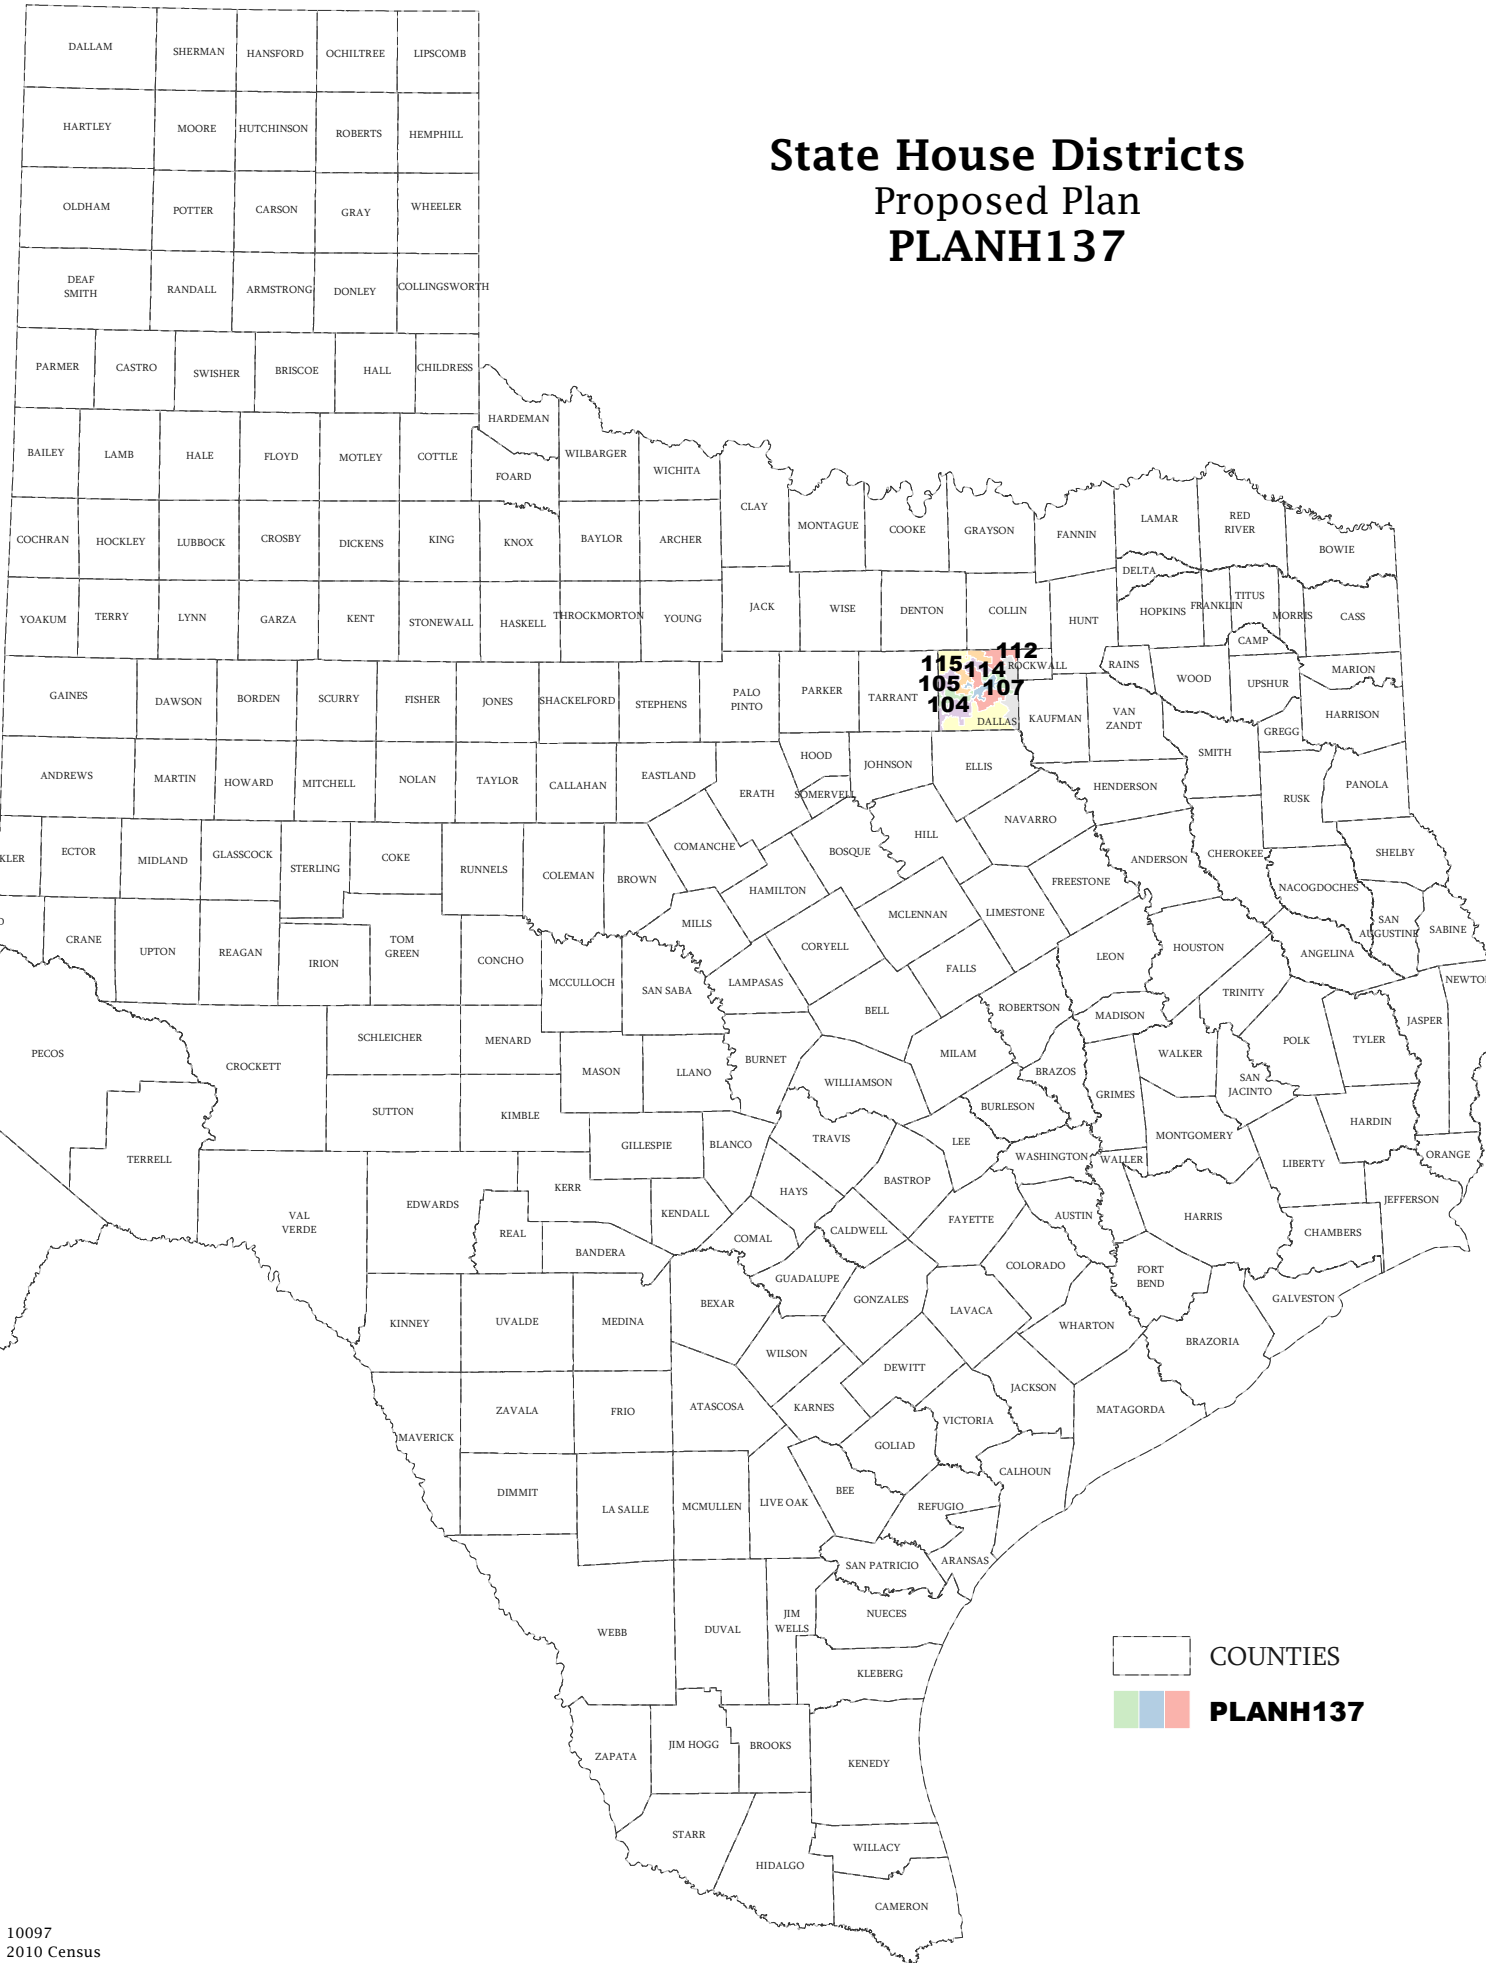 State House Districts
Proposed Plan
PLANH137
DALLAM
SHERMAN
HANSFORD
OCHILTREE
LIPSCOMB
HARTLEY
MOORE
HUTCHINSON
ROBERTS
HEMPHILL
OLDHAM
POTTER
CARSON
GRAY
WHEELER
DEAF
SMITH
RANDALL
ARMSTRONG
DONLEY
COLLINGSWORTH
PARMER
CASTRO
SWISHER
BRISCOE
HALL
CHILDRESS
HARDEMAN
BAILEY
LAMB
HALE
FLOYD
MOTLEY
COTTLE
FOARD
WILBARGER
WICHITA
CLAY
MONTAGUE
COOKE
GRAYSON
FANNIN
LAMAR
RED
RIVER
BOWIE
COCHRAN
HOCKLEY
LUBBOCK
CROSBY
DICKENS
KING
KNOX
BAYLOR
ARCHER
DELTA
YOAKUM
TERRY
LYNN
GARZA
KENT
STONEWALL
HASKELL
THROCKMORTON
YOUNG
JACK
WISE
DENTON
COLLIN
HUNT
HOPKINS
FRANKLIN
TITUS
MORRIS
CASS
CAMP
112
115
114
ROCKWALL
105
107
104
DALLAS
RAINS
WOOD
UPSHUR
MARION
GAINES
DAWSON
BORDEN
SCURRY
FISHER
JONES
SHACKELFORD
STEPHENS
PALO
PINTO
PARKER
TARRANT
KAUFMAN
VAN
ZANDT
HARRISON
GREGG
SMITH
ANDREWS
MARTIN
HOWARD
MITCHELL
NOLAN
TAYLOR
CALLAHAN
EASTLAND
ERATH
HOOD
SOMERVELL
JOHNSON
ELLIS
HENDERSON
RUSK
PANOLA
KLER
ECTOR
MIDLAND
GLASSCOCK
STERLING
COKE
RUNNELS
COLEMAN
BROWN
COMANCHE
BOSQUE
HILL
NAVARRO
ANDERSON
CHEROKEE
SHELBY
HAMILTON
FREESTONE
NACOGDOCHES
D
CRANE
UPTON
REAGAN
IRION
TOM
GREEN
CONCHO
MCCULLOCH
SAN SABA
MILLS
LAMPASAS
CORYELL
MCLENNAN
LIMESTONE
FALLS
LEON
HOUSTON
ANGELINA
SAN
AUGUSTINE
SABINE
NEWTO
PECOS
CROCKETT
SCHLEICHER
MENARD
MASON
LLANO
BURNET
BELL
WILLIAMSON
MILAM
ROBERTSON
MADISON
BRAZOS
TRINITY
WALKER
POLK
TYLER
JASPER
SUTTON
KIMBLE
BURLESON
GRIMES
SAN
JACINTO
HARDIN
TERRELL
GILLESPIE
BLANCO
TRAVIS
LEE
WASHINGTON
WALLER
MONTGOMERY
LIBERTY
ORANGE
VAL
VERDE
EDWARDS
KERR
REAL
KENDALL
BANDERA
COMAL
HAYS
CALDWELL
BASTROP
FAYETTE
AUSTIN
HARRIS
CHAMBERS
JEFFERSON
KINNEY
UVALDE
MEDINA
BEXAR
GUADALUPE
GONZALES
LAVACA
COLORADO
FORT
BEND
WHARTON
BRAZORIA
GALVESTON
WILSON
DEWITT
JACKSON
MATAGORDA
MAVERICK
ZAVALA
FRIO
ATASCOSA
KARNES
GOLIAD
VICTORIA
CALHOUN
DIMMIT
LA SALLE
MCMULLEN
LIVE OAK
BEE
REFUGIO
ARANSAS
SAN PATRICIO
WEBB
DUVAL
JIM
WELLS
NUECES
KLEBERG
ZAPATA
JIM HOGG
BROOKS
KENEDY
STARR
HIDALGO
WILLACY
CAMERON
COUNTIES
PLANH137
10097
2010 Census